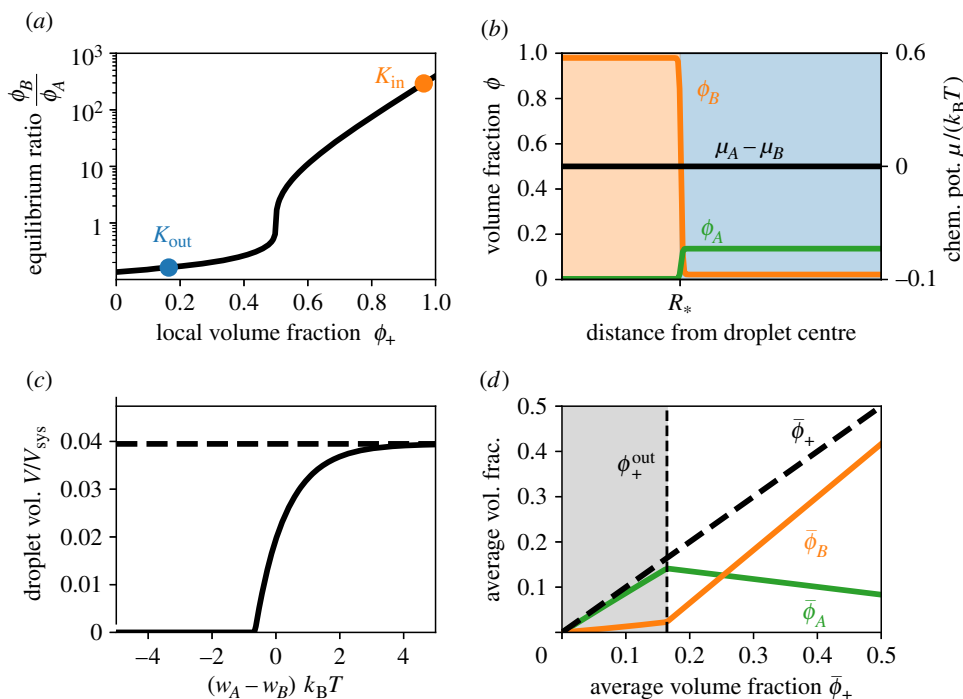 (a)
equilibrium ratio ϕ_B/ϕ_A
10³
10²
10
1
K_in
K_out
0 0.2 0.4 0.6 0.8 1.0
local volume fraction ϕ₊
(b)
volume fraction ϕ
1.0
0.8
0.6
0.4
0.2
0
ϕ_B
μ_A − μ_B
ϕ_A
0.6
0
−0.1
chem. pot. μ/(k_BT)
R_*
distance from droplet centre
(c)
droplet vol. V/V_sys
0.04
0.03
0.02
0.01
0
−4 −2 0 2 4
(w_A − w_B) k_BT
(d)
average vol. frac.
0.5
0.4
0.3
0.2
0.1
ϕ₊^out
ϕ̄₊
ϕ̄_B
ϕ̄_A
0 0.1 0.2 0.3 0.4 0.5
average volume fraction ϕ̄₊